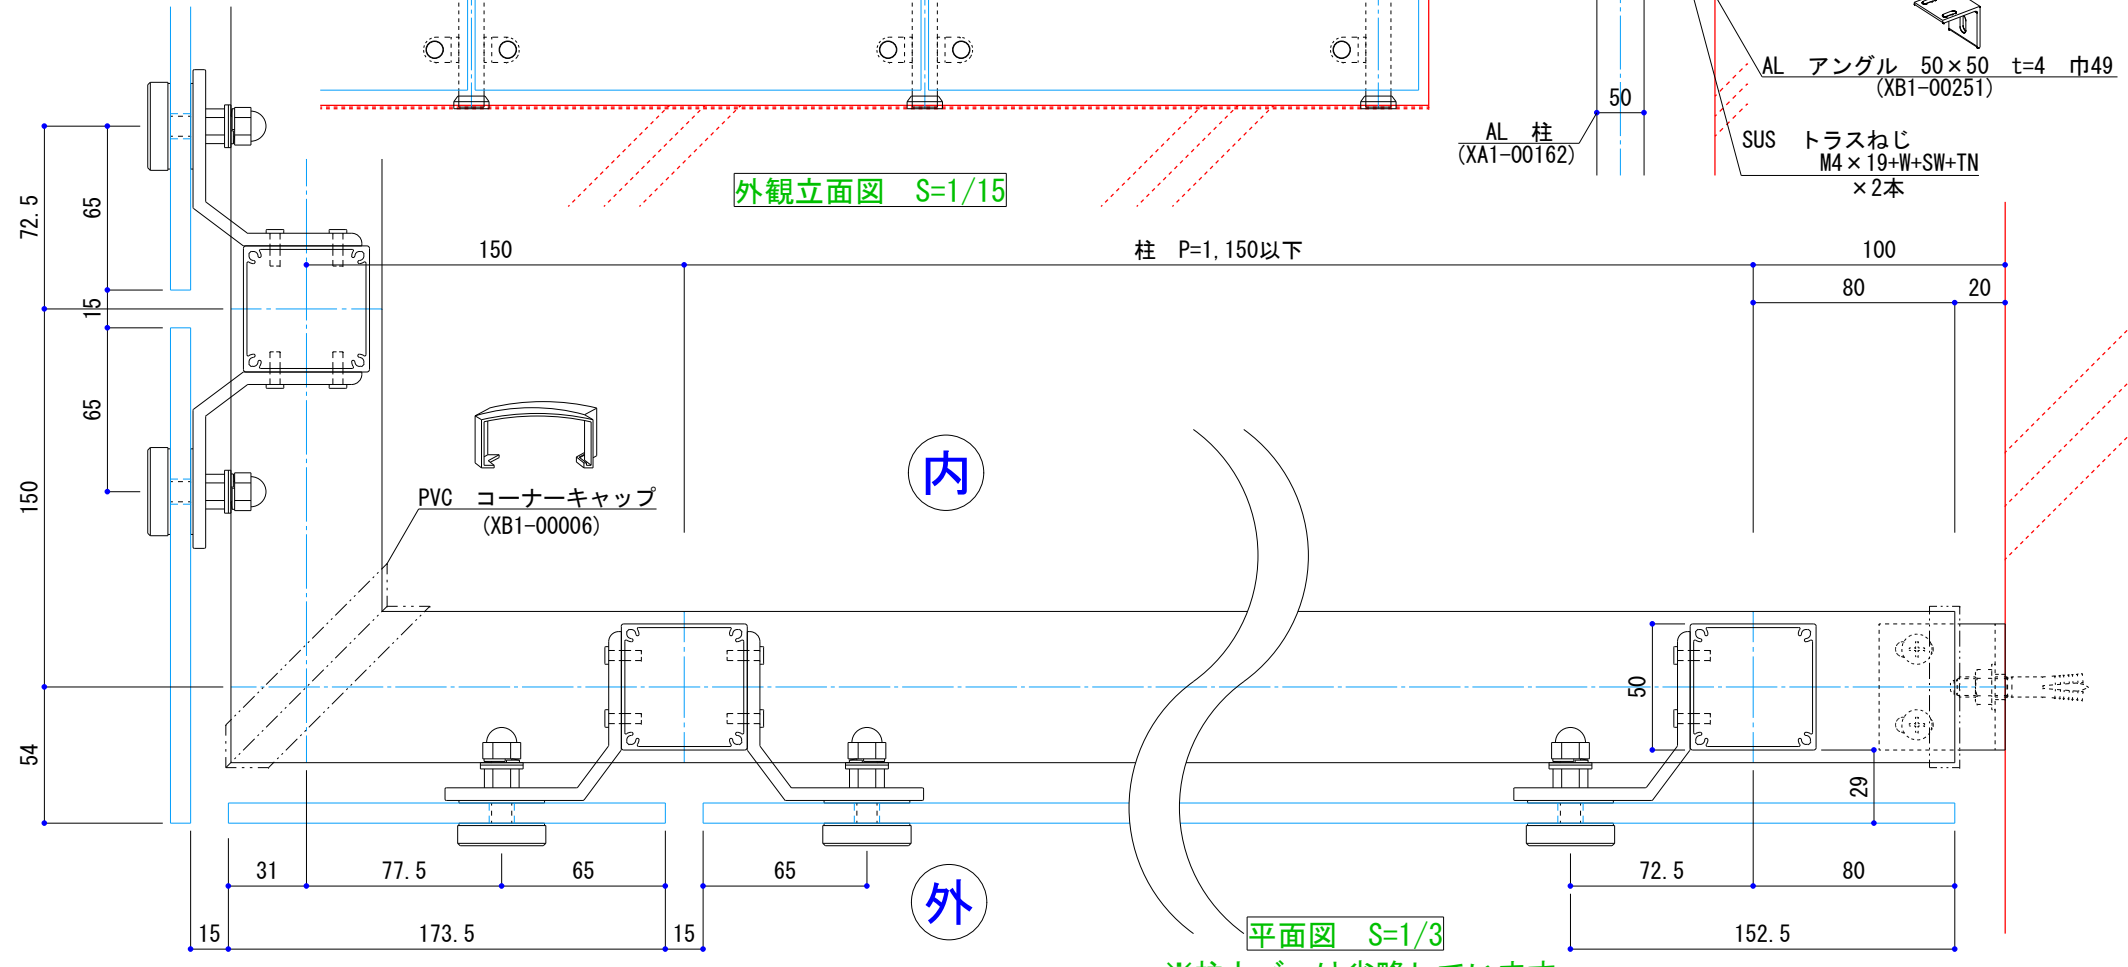 AL アングル 50×50 t=4 巾49
(XB1-00251)
50
AL 柱
(XA1-00162)
SUS トラスねじ
M4×19+W+SW+TN
×2本
外観立面図 S=1/15
72.5
65
150
柱 P=1,150以下
100
80
20
15
65
150
内
PVC コーナーキャップ
(XB1-00006)
50
54
29
31
77.5
65
65
外
72.5
80
15
173.5
15
平面図 S=1/3
152.5